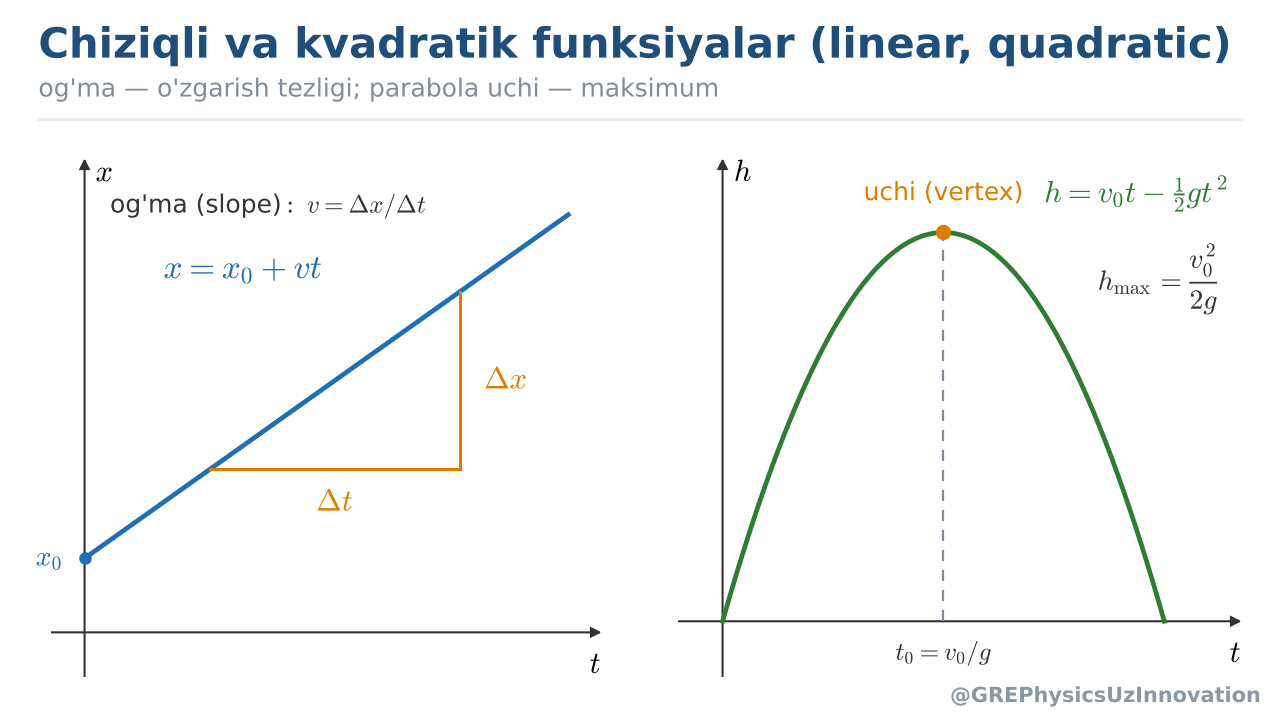 Chiziqli va kvadratik funksiyalar (linear, quadratic)
og'ma — o'zgarish tezligi; parabola uchi — maksimum
x
og'ma (slope): v = Δx/Δt
x = x₀ + vt
Δx
Δt
x₀
t
h
uchi (vertex)
h = v₀t − ½gt²
hmax = v₀²/2g
t₀ = v₀/g
t
@GREPhysicsUzInnovation